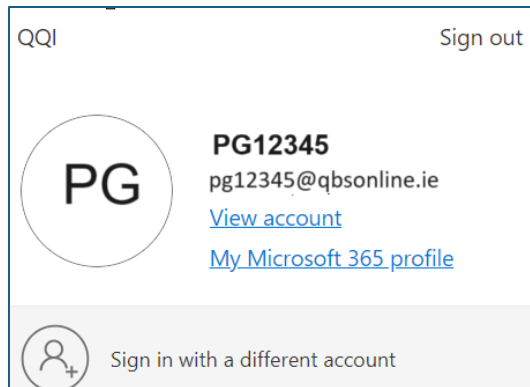 QQI Sign out
PG
PG12345
pg12345@qbsonline.ie
View account
My Microsoft 365 profile
Sign in with a different account